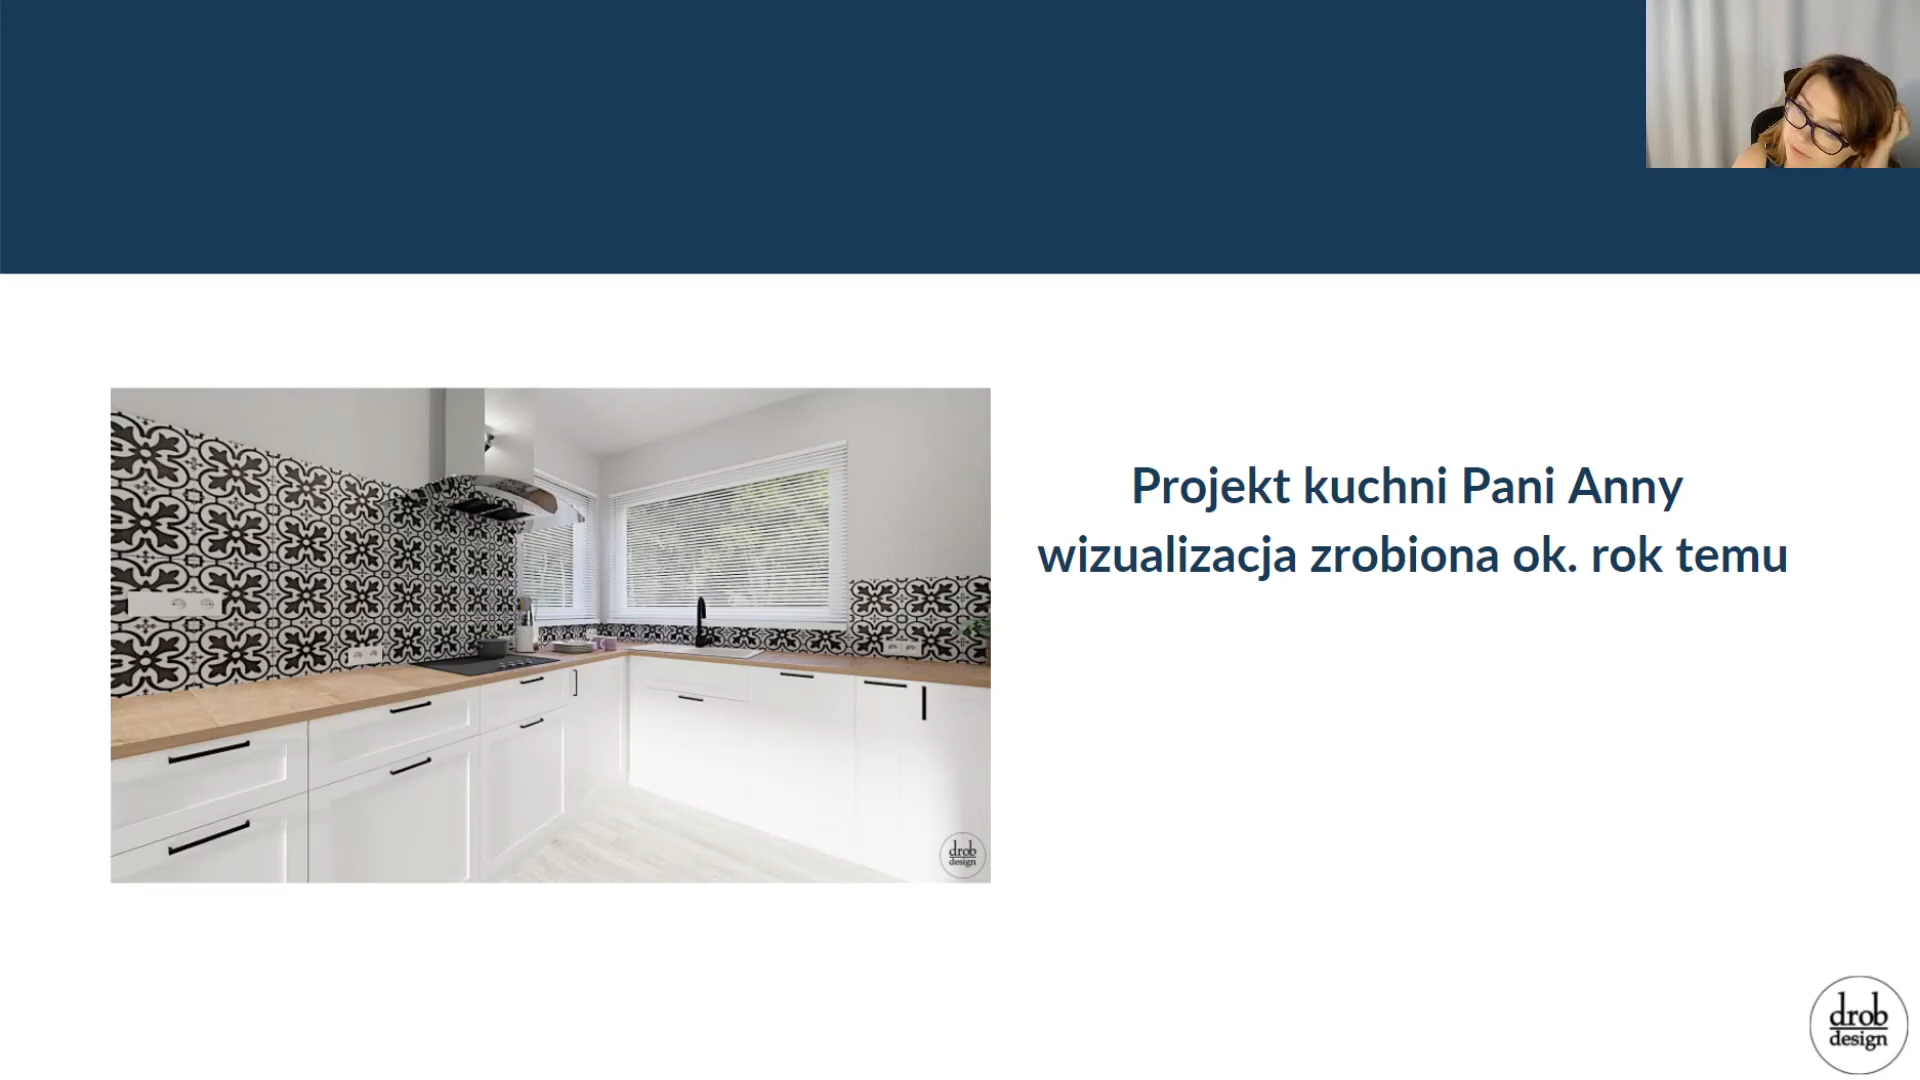 Projekt kuchni Pani Anny
wizualizacja zrobiona ok. rok temu
drob
design
drob
design